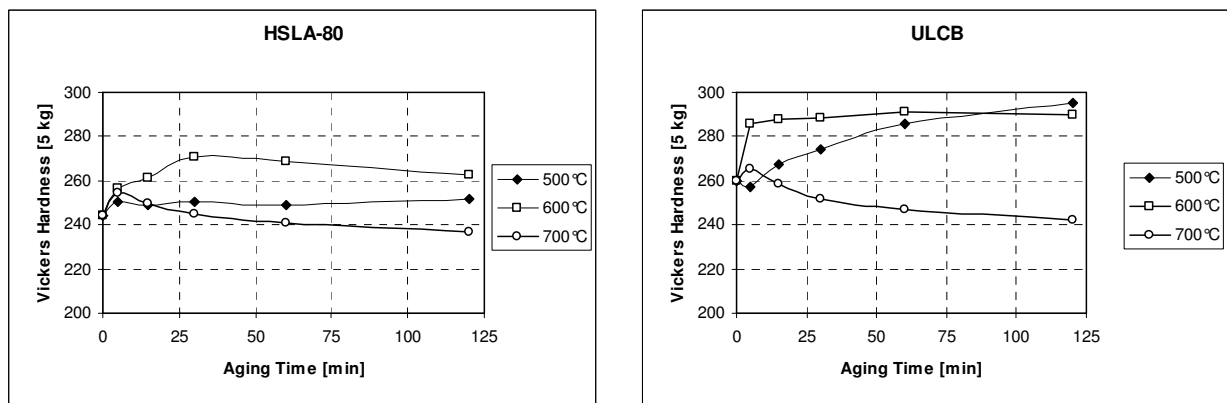 HSLA-80
Vickers Hardness [5 kg]
300
280
260
240
220
200
0 25 50 75 100 125
Aging Time [min]
500°C
600°C
700°C
ULCB
Vickers Hardness [5 kg]
300
280
260
240
220
200
0 25 50 75 100 125
Aging Time [min]
500°C
600°C
700°C